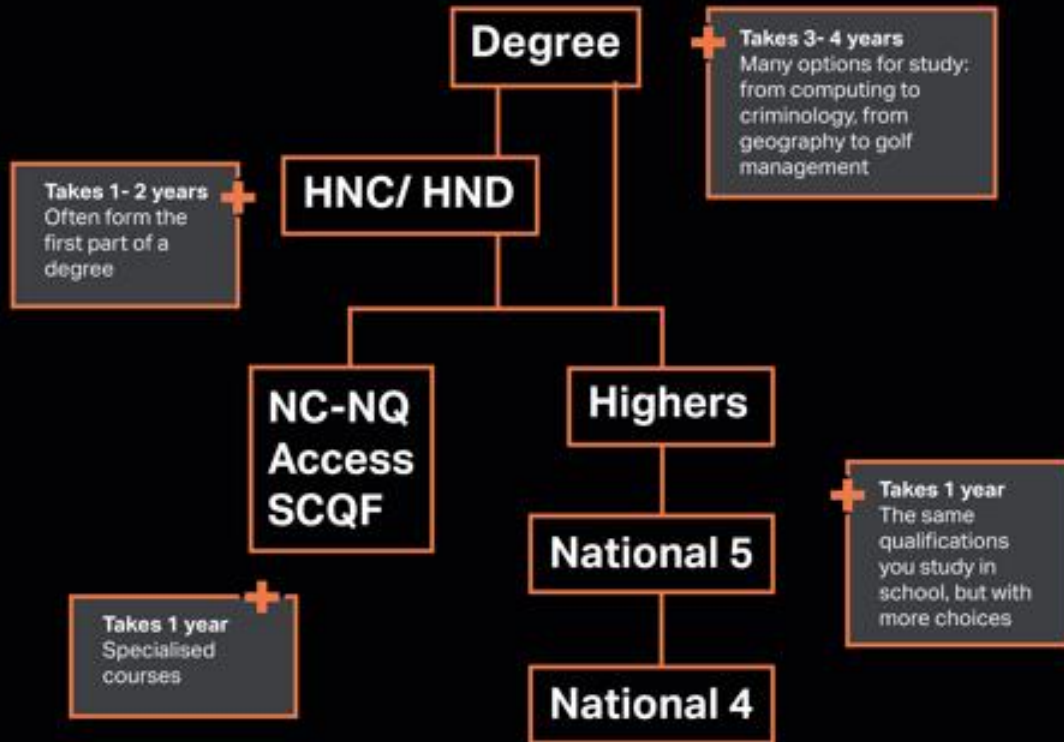 Degree
Takes 3- 4 years
Many options for study:
from computing to
criminology, from
geography to golf
management
HNC/ HND
Takes 1- 2 years
Often form the
first part of a
degree
NC-NQ
Access
SCQF
Highers
Takes 1 year
The same
qualifications
you study in
school, but with
more choices
National 5
Takes 1 year
Specialised
courses
National 4